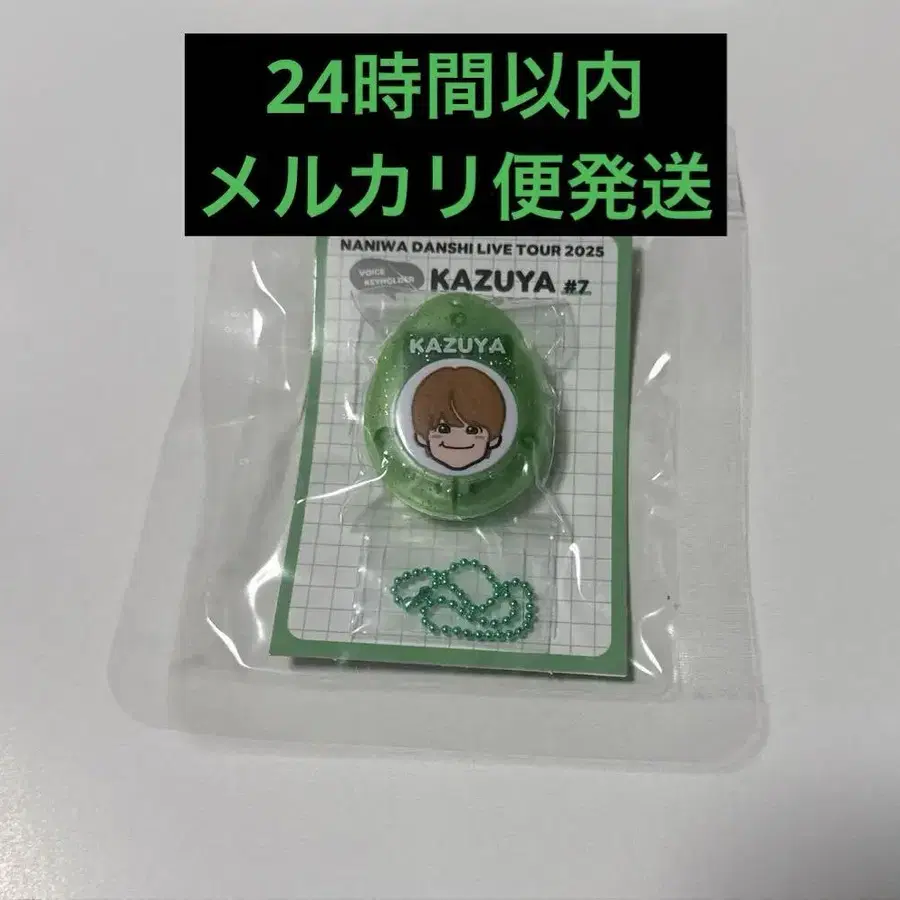 24時間以内
メルカリ便発送
NANIWA DANSHI LIVE TOUR 2025
VOICE
KEYHOLDER
KAZUYA #7
KAZUYA